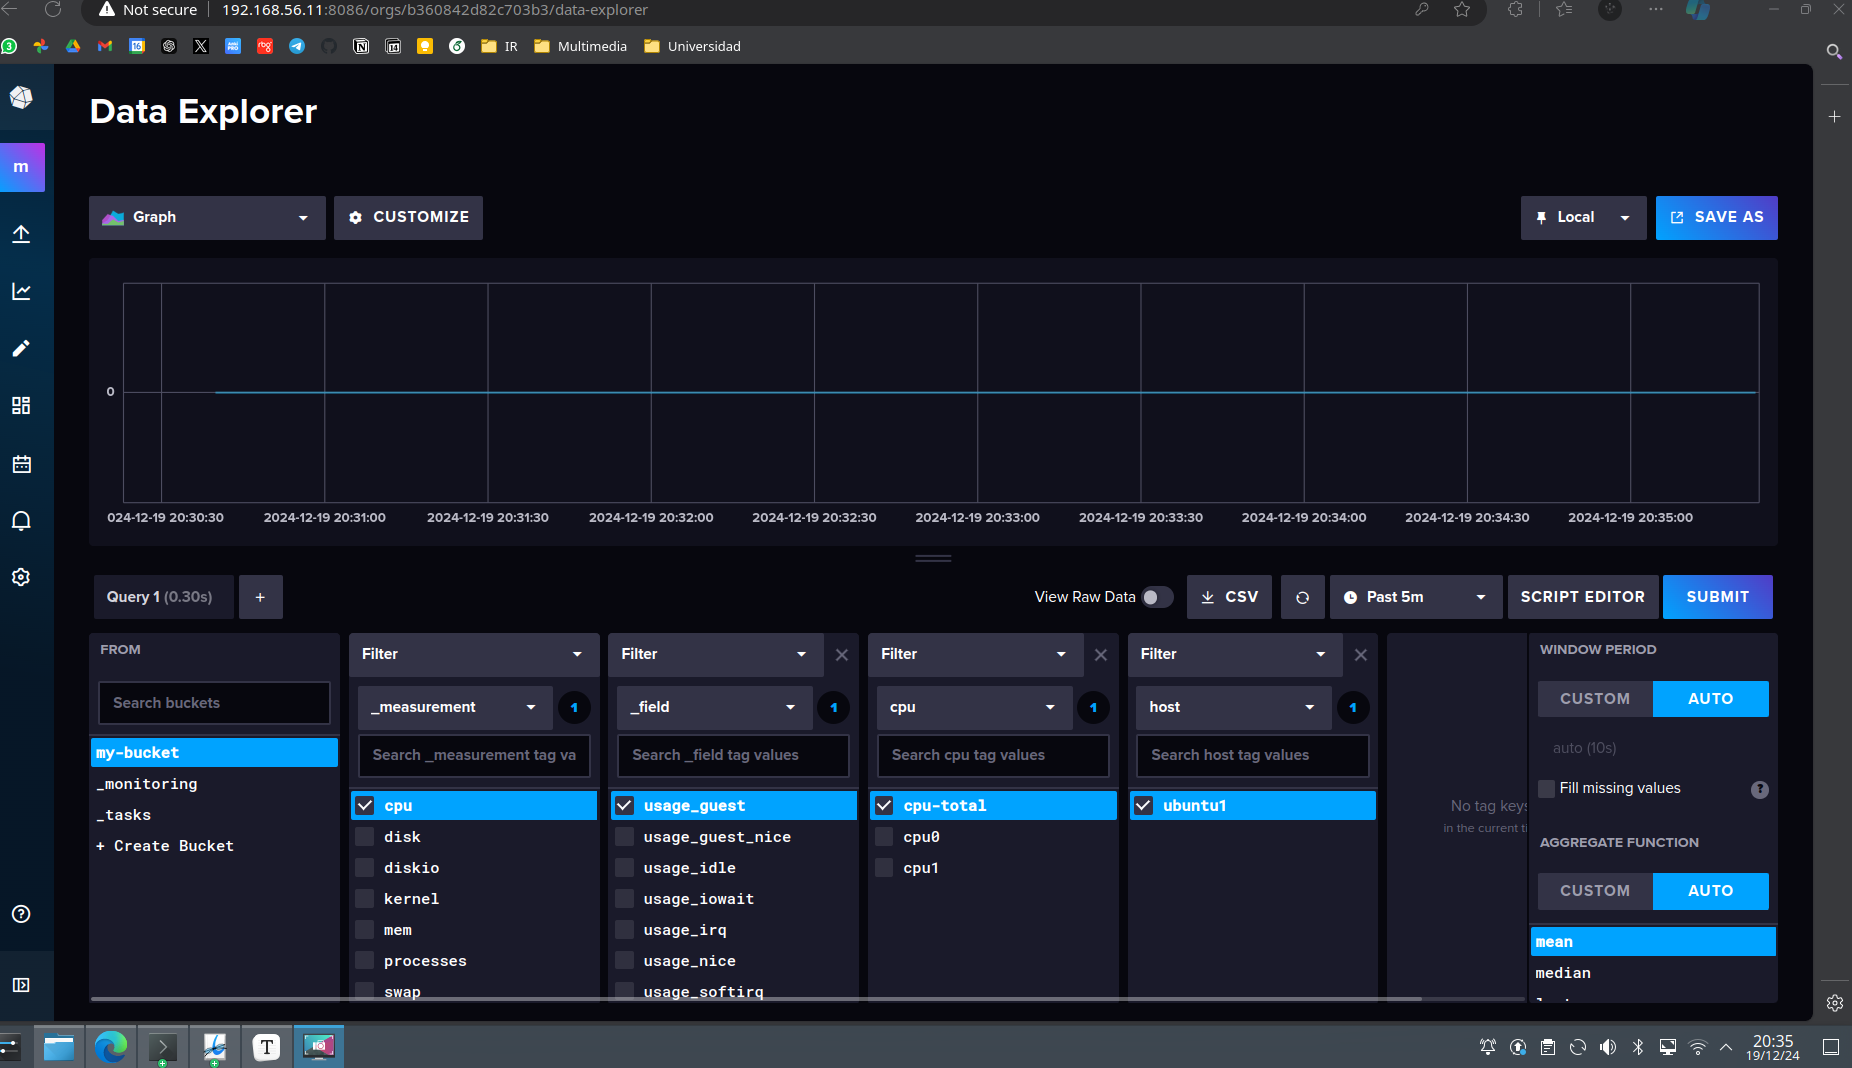 Not secure
192.168.56.11:8086/orgs/b360842d82c703b3/data-explorer
3
16
31
IR
Multimedia
Universidad
Data Explorer
m
Graph
CUSTOMIZE
Local
SAVE AS
0
024-12-19 20:30:30
2024-12-19 20:31:00
2024-12-19 20:31:30
2024-12-19 20:32:00
2024-12-19 20:32:30
2024-12-19 20:33:00
2024-12-19 20:33:30
2024-12-19 20:34:00
2024-12-19 20:34:30
2024-12-19 20:35:00
Query 1 (0.30s)
+
View Raw Data
CSV
Past 5m
SCRIPT EDITOR
SUBMIT
FROM
Search buckets
my-bucket
_monitoring
_tasks
+ Create Bucket
Filter
_measurement
1
Search _measurement tag va
cpu
disk
diskio
kernel
mem
processes
swap
Filter
_field
1
Search _field tag values
usage_guest
usage_guest_nice
usage_idle
usage_iowait
usage_irq
usage_nice
usage_softirq
Filter
cpu
1
Search cpu tag values
cpu-total
cpu0
cpu1
Filter
host
1
Search host tag values
ubuntu1
No tag keys
in the current ti
WINDOW PERIOD
CUSTOM
AUTO
auto (10s)
Fill missing values
?
AGGREGATE FUNCTION
CUSTOM
AUTO
mean
median
T
20:35
19/12/24